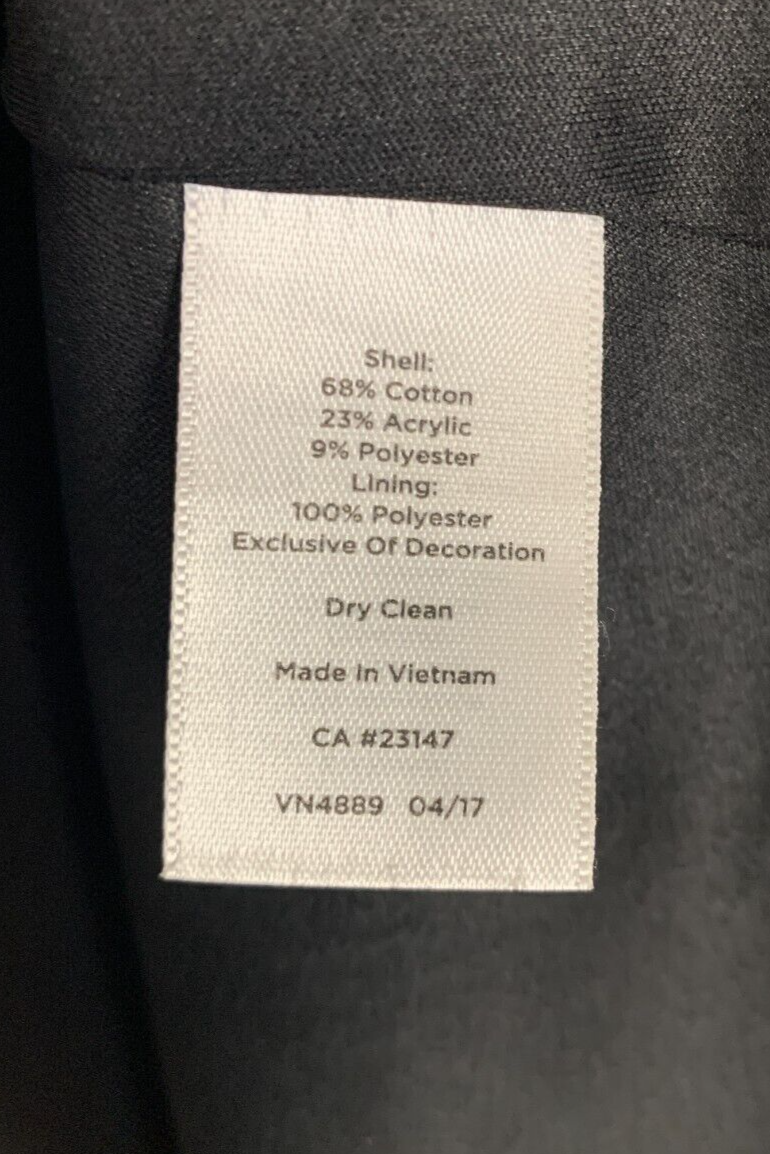 Shell:
68% Cotton
23% Acrylic
9% Polyester
Lining:
100% Polyester
Exclusive Of Decoration
Dry Clean
Made In Vietnam
CA #23147
VN4889 04/17